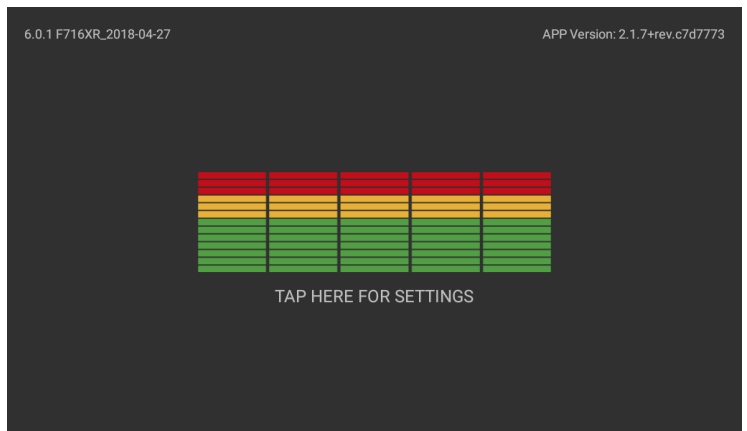 6.0.1 F716XR_2018-04-27
APP Version: 2.1.7+rev.c7d7773
TAP HERE FOR SETTINGS